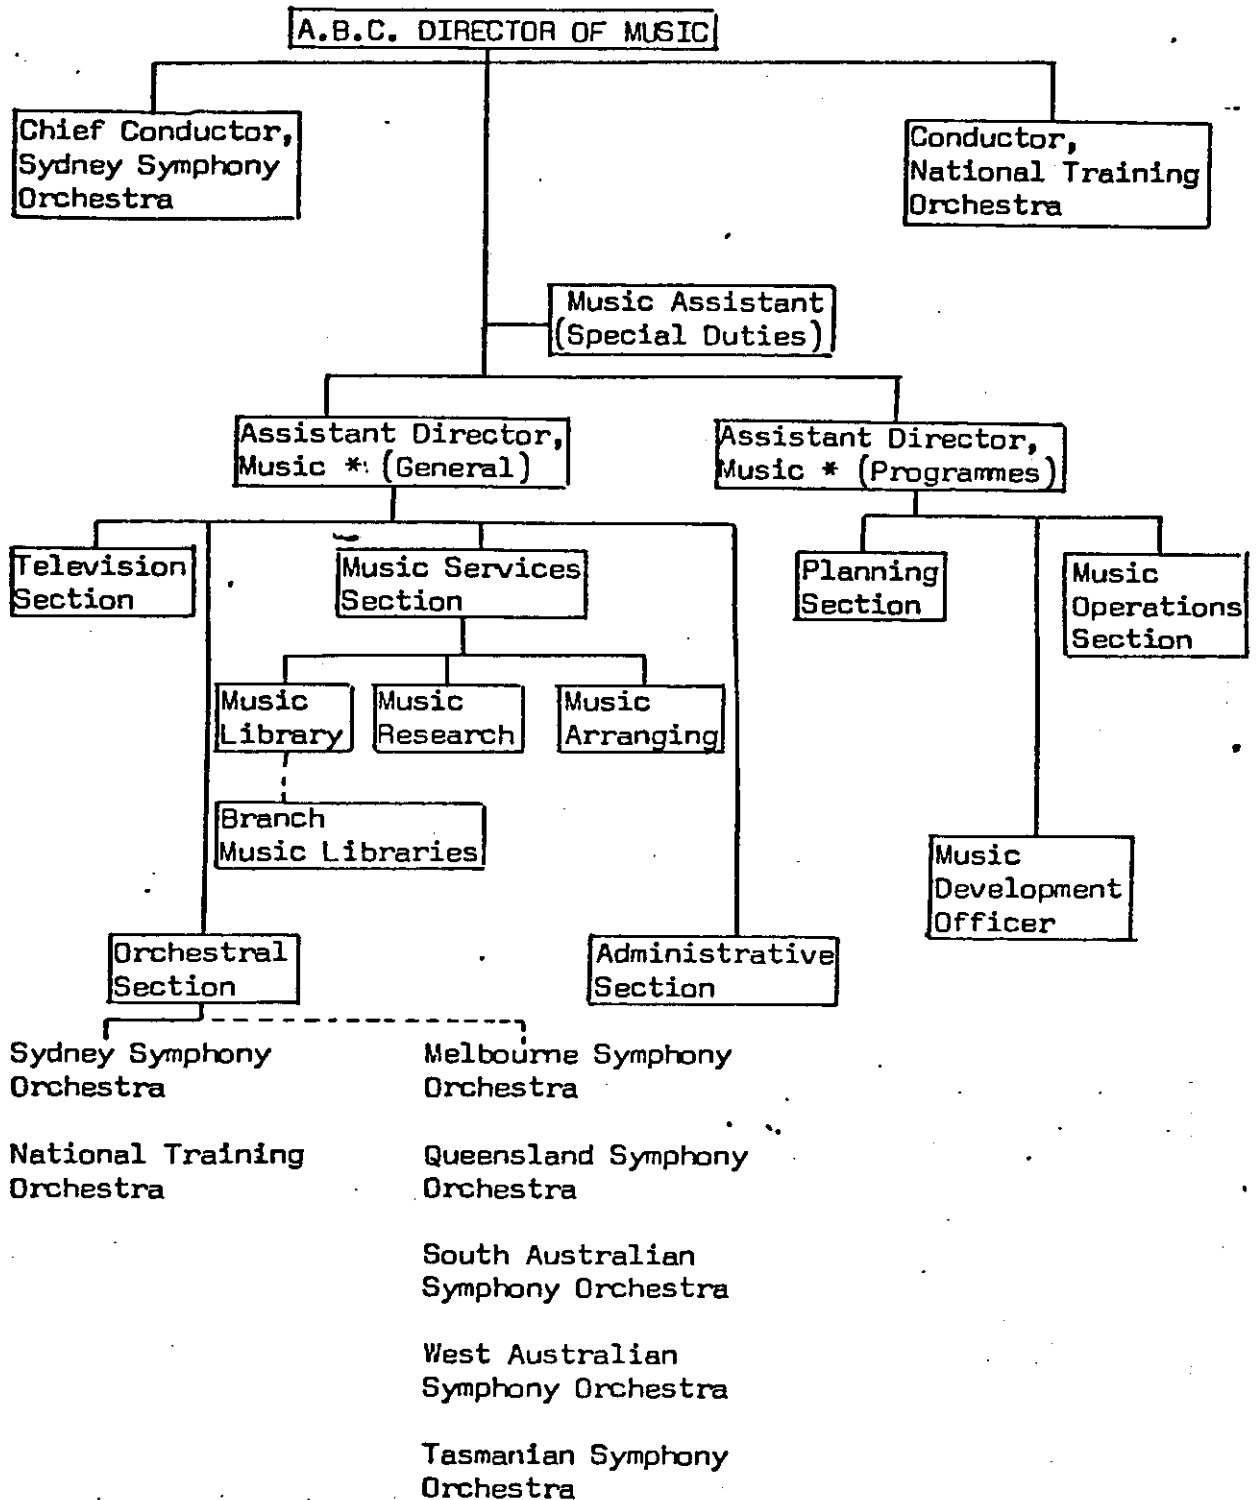 A.B.C. DIRECTOR OF MUSIC
Chief Conductor,
Sydney Symphony
Orchestra
Conductor,
National Training
Orchestra
Music Assistant
(Special Duties)
Assistant Director,
Music * (General)
Assistant Director,
Music * (Programmes)
Television
Section
Music Services
Section
Planning
Section
Music
Operations
Section
Music
Library
Music
Research
Music
Arranging
Branch
Music Libraries
Music
Development
Officer
Orchestral
Section
Administrative
Section
Sydney Symphony
Orchestra
National Training
Orchestra
Melbourne Symphony
Orchestra
Queensland Symphony
Orchestra
South Australian
Symphony Orchestra
West Australian
Symphony Orchestra
Tasmanian Symphony
Orchestra